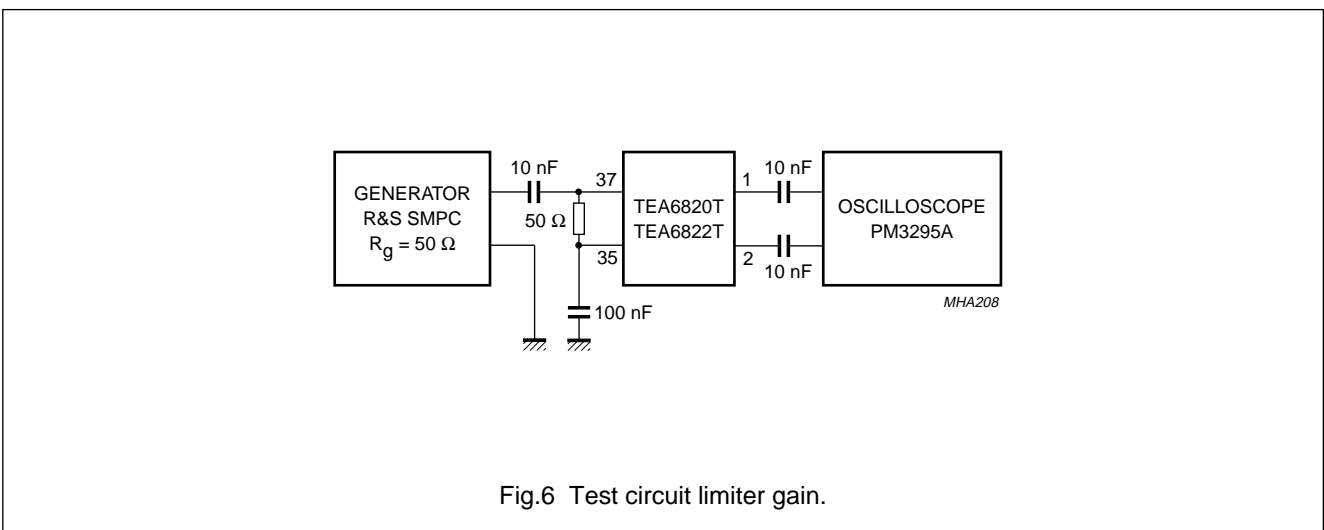 GENERATOR
R&S SMPC
Rg = 50 Ω
10 nF
50 Ω
37
35
100 nF
TEA6820T
TEA6822T
1
2
10 nF
10 nF
OSCILLOSCOPE
PM3295A
MHA208
Fig.6 Test circuit limiter gain.